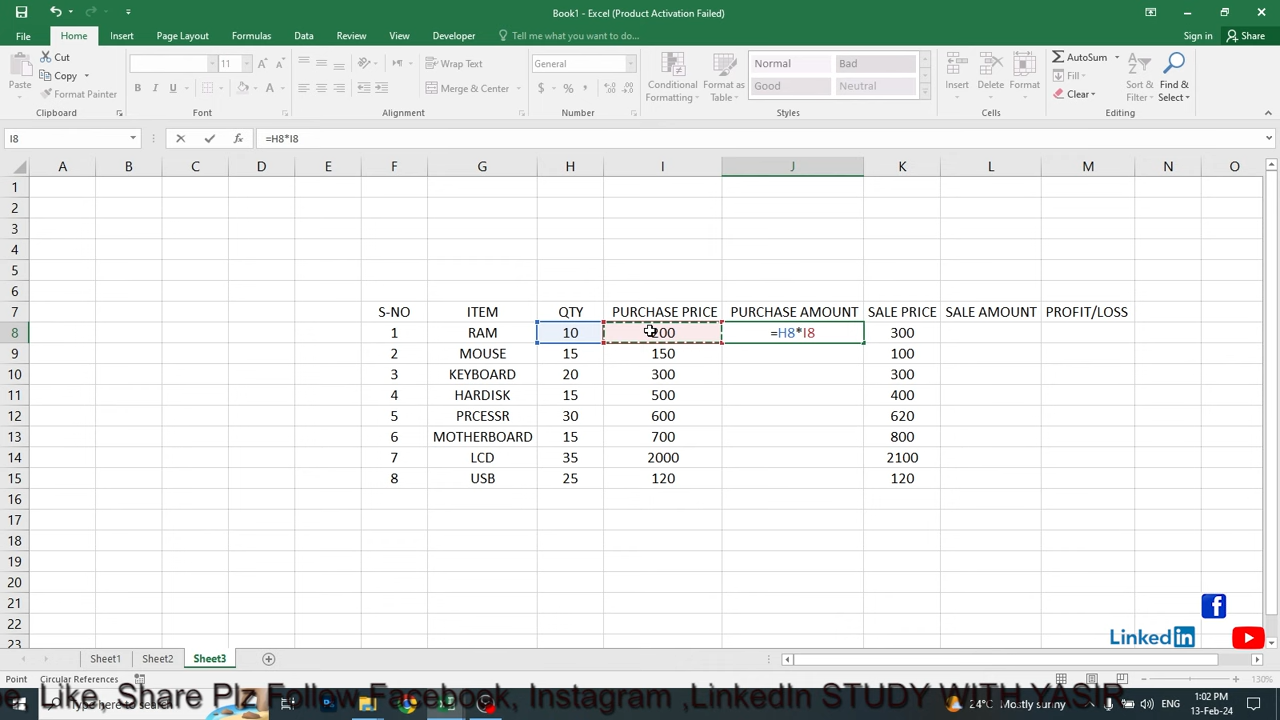 Book1 - Excel (Product Activation Failed)
File Home Insert Page Layout Formulas Data Review View Developer Tell me what you want to do... Sign in Share
Paste Cut Copy Format Painter
11 B I U
Wrap Text Merge & Center
General $ % ,
Conditional Formatting Format as Table Normal Bad Good Neutral
Insert Delete Format
AutoSum Fill Clear Sort & Filter Find & Select
Clipboard Font Alignment Number Styles Cells Editing
I8 =H8*I8
A B C D E F G H I J K L M N O
1
2
3
4
5
6
7 S-NO ITEM QTY PURCHASE PRICE PURCHASE AMOUNT SALE PRICE SALE AMOUNT PROFIT/LOSS
8 1 RAM 10 200 =H8*I8 300
9 2 MOUSE 15 150 100
10 3 KEYBOARD 20 300 300
11 4 HARDISK 15 500 400
12 5 PRCESSR 30 600 620
13 6 MOTHERBOARD 15 700 800
14 7 LCD 35 2000 2100
15 8 USB 25 120 120
16
17
18
19
20
21
22
23
Linked in
Sheet1 Sheet2 Sheet3
Point Circular References 130%
Like, Share Plz Follow Facebook, Instagram ,LinkedIn STUDY WITH YASIR
Type here to search
24°C Mostly sunny
1:02 PM
13-Feb-24